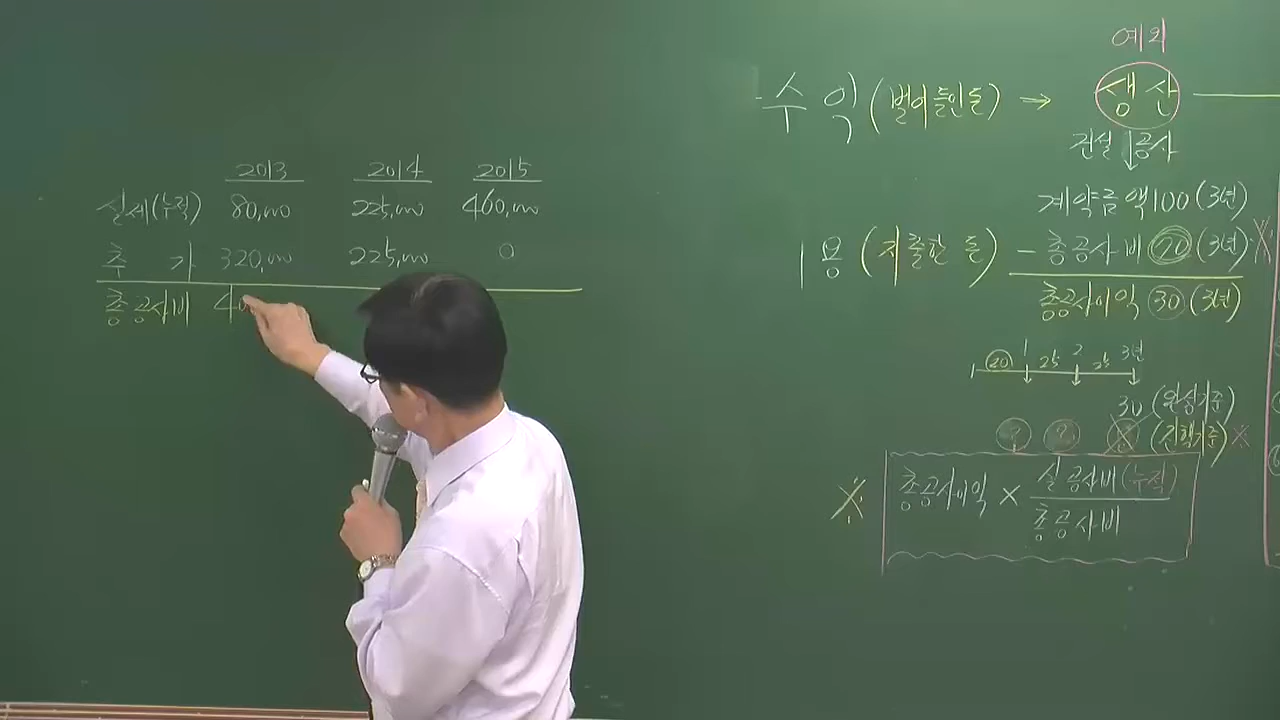 2013 2014 2015
실제(누적) 80,000 225,000 460,000
추 가 320,000 225,000 0
총공사비 40
예외
수익(벌어들인돈) → 생산
건설 공사
계약금액100(3년)
용(지출한 돈) - 총공사비 70(3년)
총공사이익 30(3년)
1 2 3년
20 25 25
30 (완성기준)
? ? (진행기준)×
※ 총공사이익 × 실공사비(누적)
총공사비